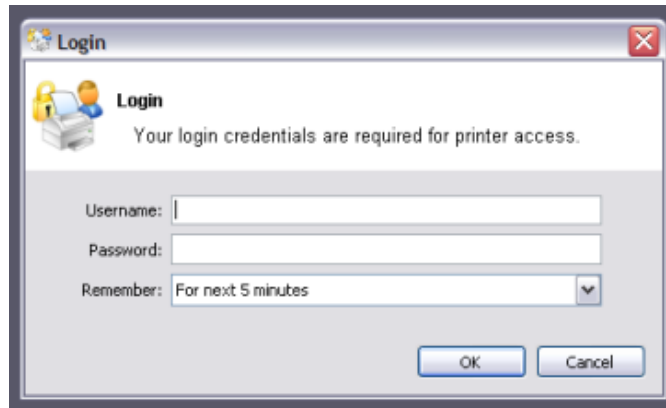 Login
Login
Your login credentials are required for printer access.
Username:
Password:
Remember: For next 5 minutes
OK Cancel